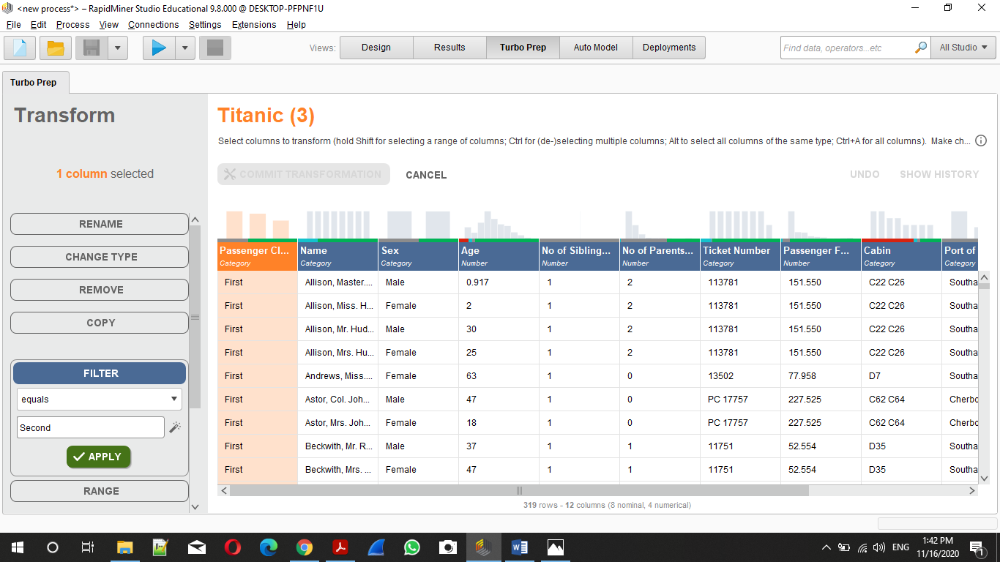 <new process*> – RapidMiner Studio Educational 9.8.000 @ DESKTOP-PFPNF1U
File Edit Process View Connections Settings Extensions Help
Views: Design Results Turbo Prep Auto Model Deployments Find data, operators...etc All Studio
Turbo Prep
Transform
1 column selected
RENAME
CHANGE TYPE
REMOVE
COPY
FILTER
equals
Second
APPLY
RANGE
Titanic (3)
Select columns to transform (hold Shift for selecting a range of columns; Ctrl for (de-)selecting multiple columns; Alt to select all columns of the same type; Ctrl+A for all columns). Make ch...
COMMIT TRANSFORMATION CANCEL UNDO SHOW HISTORY
Passenger Cl... Name Sex Age No of Sibling... No of Parents... Ticket Number Passenger F... Cabin Port of
Category Category Category Number Number Number Category Number Category Category
First Allison, Master.... Male 0.917 1 2 113781 151.550 C22 C26 Southa
First Allison, Miss. H... Female 2 1 2 113781 151.550 C22 C26 Southa
First Allison, Mr. Hud... Male 30 1 2 113781 151.550 C22 C26 Southa
First Allison, Mrs. Hu... Female 25 1 2 113781 151.550 C22 C26 Southa
First Andrews, Miss.... Female 63 1 0 13502 77.958 D7 Southa
First Astor, Col. Joh... Male 47 1 0 PC 17757 227.525 C62 C64 Cherbo
First Astor, Mrs. Joh... Female 18 1 0 PC 17757 227.525 C62 C64 Cherbo
First Beckwith, Mr. R... Male 37 1 1 11751 52.554 D35 Southa
First Beckwith, Mrs. ... Female 47 1 1 11751 52.554 D35 Southa
319 rows - 12 columns (8 nominal, 4 numerical)
ENG
1:42 PM
11/16/2020
1